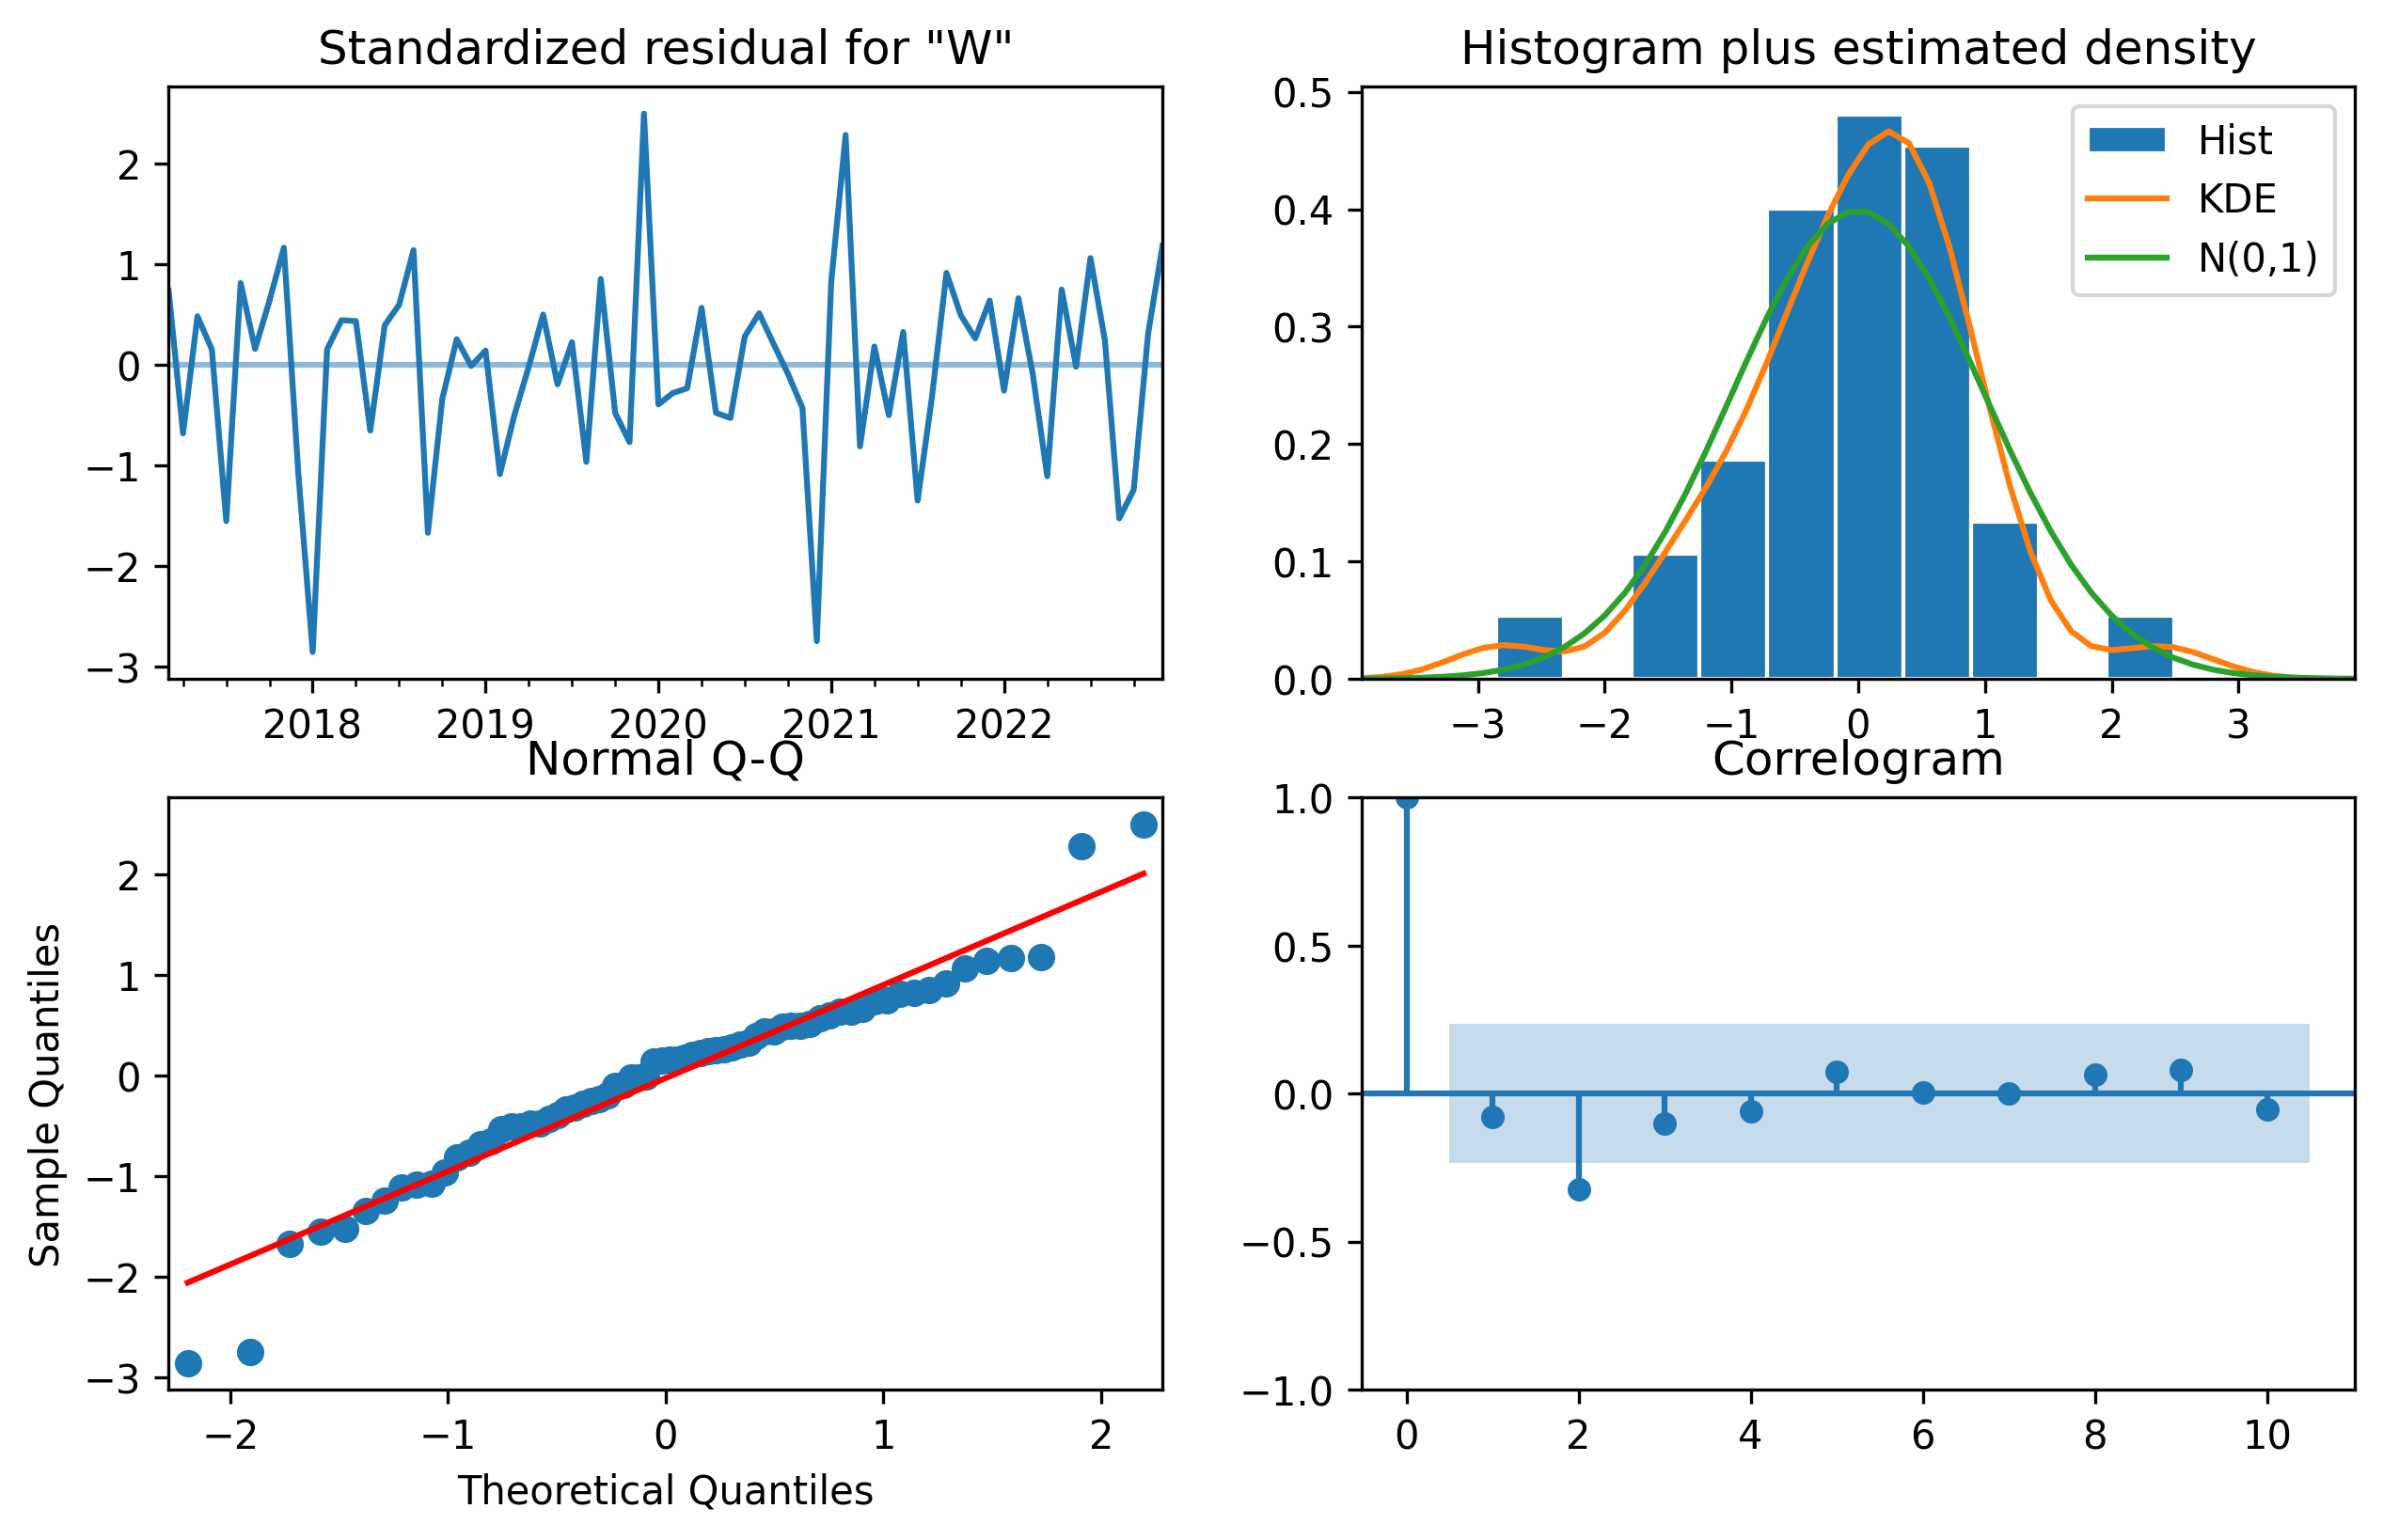 Standardized residual for "W"
2
1
0
−1
−2
−3
2018 2019 2020 2021 2022
Histogram plus estimated density
0.5
0.4
0.3
0.2
0.1
0.0
Hist
KDE
N(0,1)
−3 −2 −1 0 1 2 3
Normal Q-Q
Sample Quantiles
2
1
0
−1
−2
−3
−2 −1 0 1 2
Theoretical Quantiles
Correlogram
1.0
0.5
0.0
−0.5
−1.0
0 2 4 6 8 10